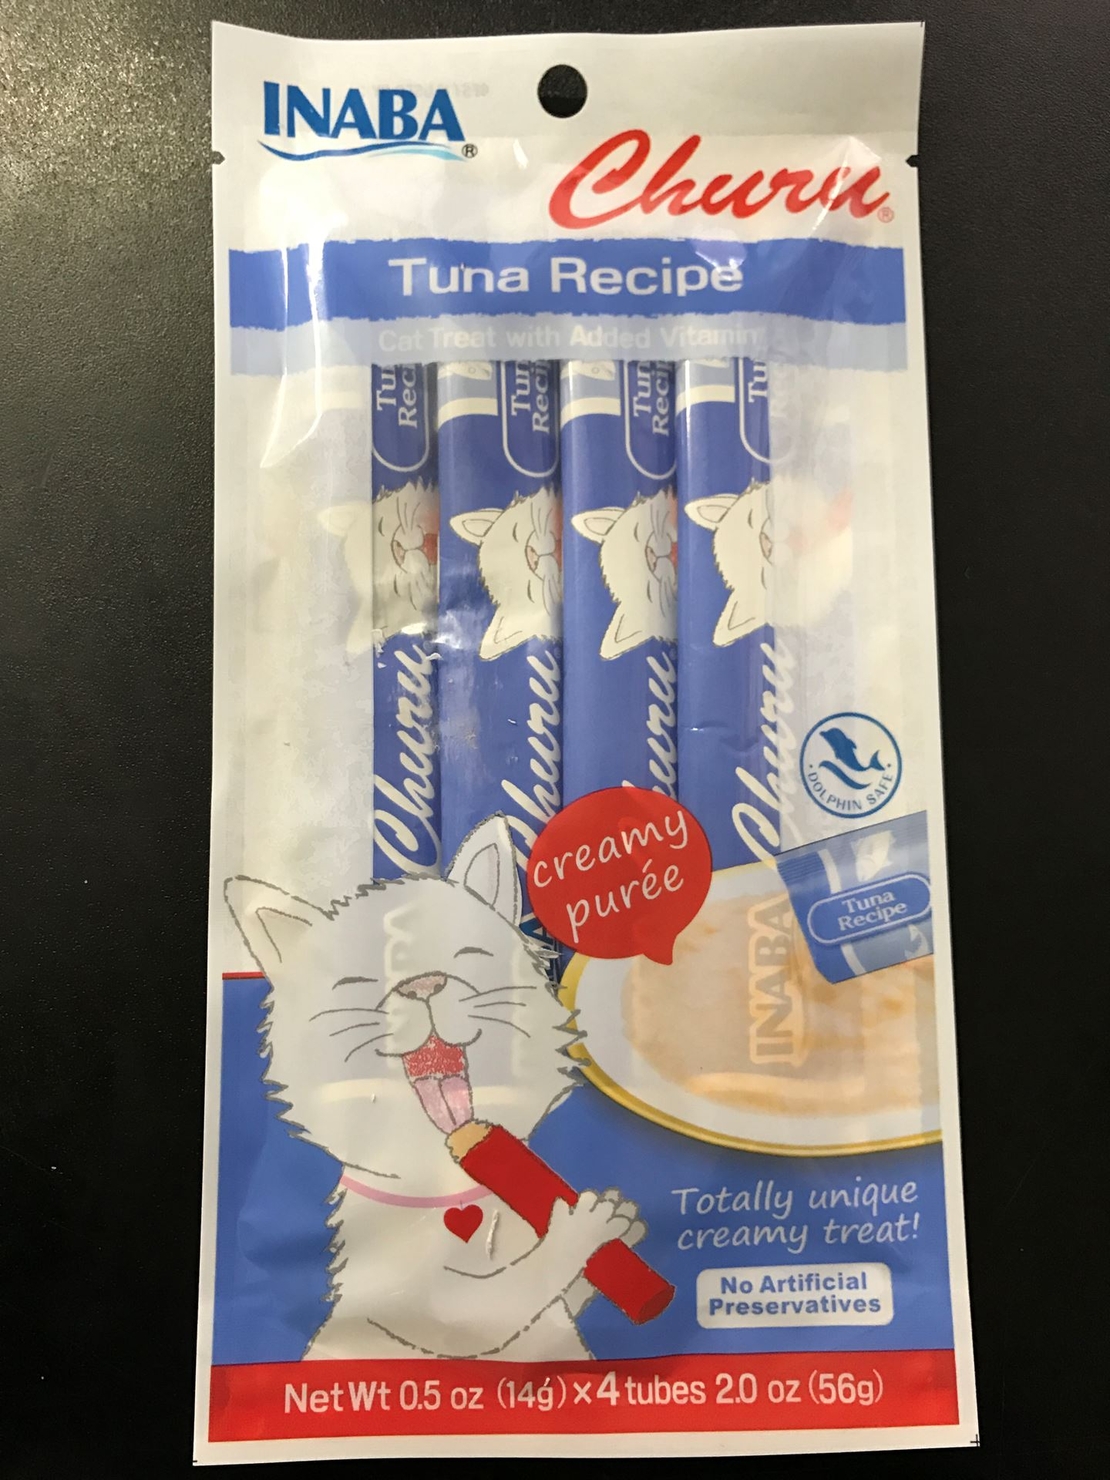 INABA®
Churu®
Tuna Recipe
Cat Treat with Added Vitamin
Tuna
Recipe
Churu
Churu
Churu
Churu
DOLPHIN SAFE
creamy
purée
Tuna
Recipe
INABA
Totally unique
creamy treat!
No Artificial
Preservatives
Net Wt 0.5 oz (14g) × 4 tubes 2.0 oz (56g)